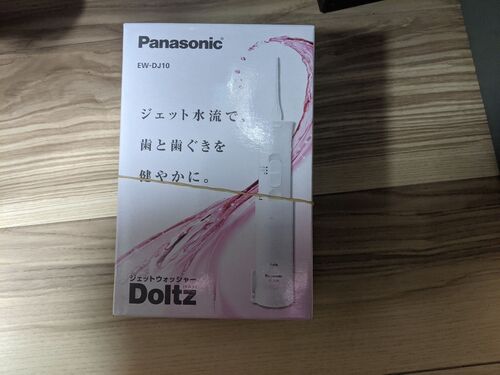 Panasonic
EW-DJ10
ジェット水流で、
歯と歯ぐきを
健やかに。
Panasonic
ジェットウォッシャー
Doltz